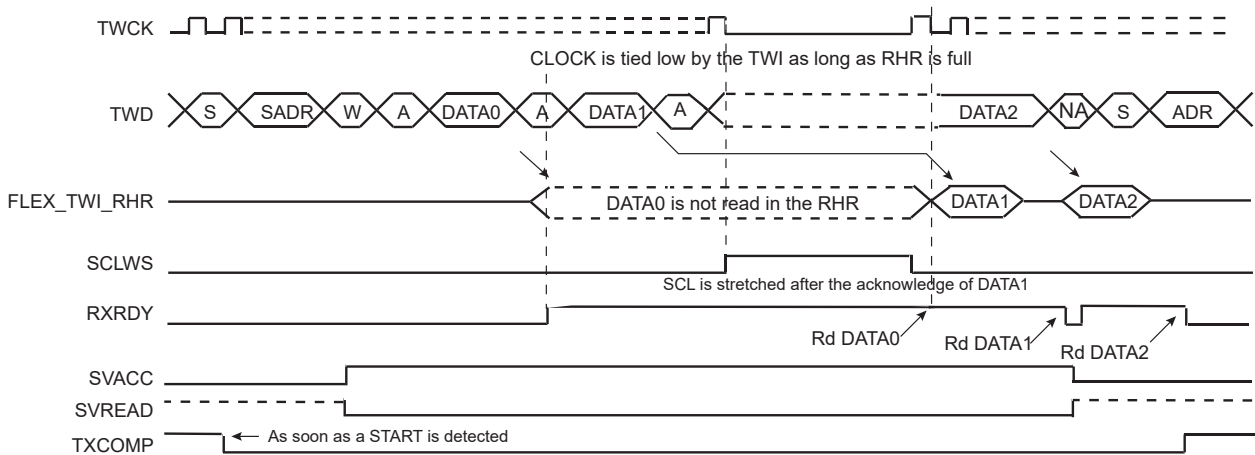 TWCK
CLOCK is tied low by the TWI as long as RHR is full
TWD
S
SADR
W
A
DATA0
A
DATA1
A
DATA2
NA
S
ADR
FLEX_TWI_RHR
DATA0 is not read in the RHR
DATA1
DATA2
SCLWS
SCL is stretched after the acknowledge of DATA1
RXRDY
Rd DATA0
Rd DATA1
Rd DATA2
SVACC
SVREAD
TXCOMP
As soon as a START is detected